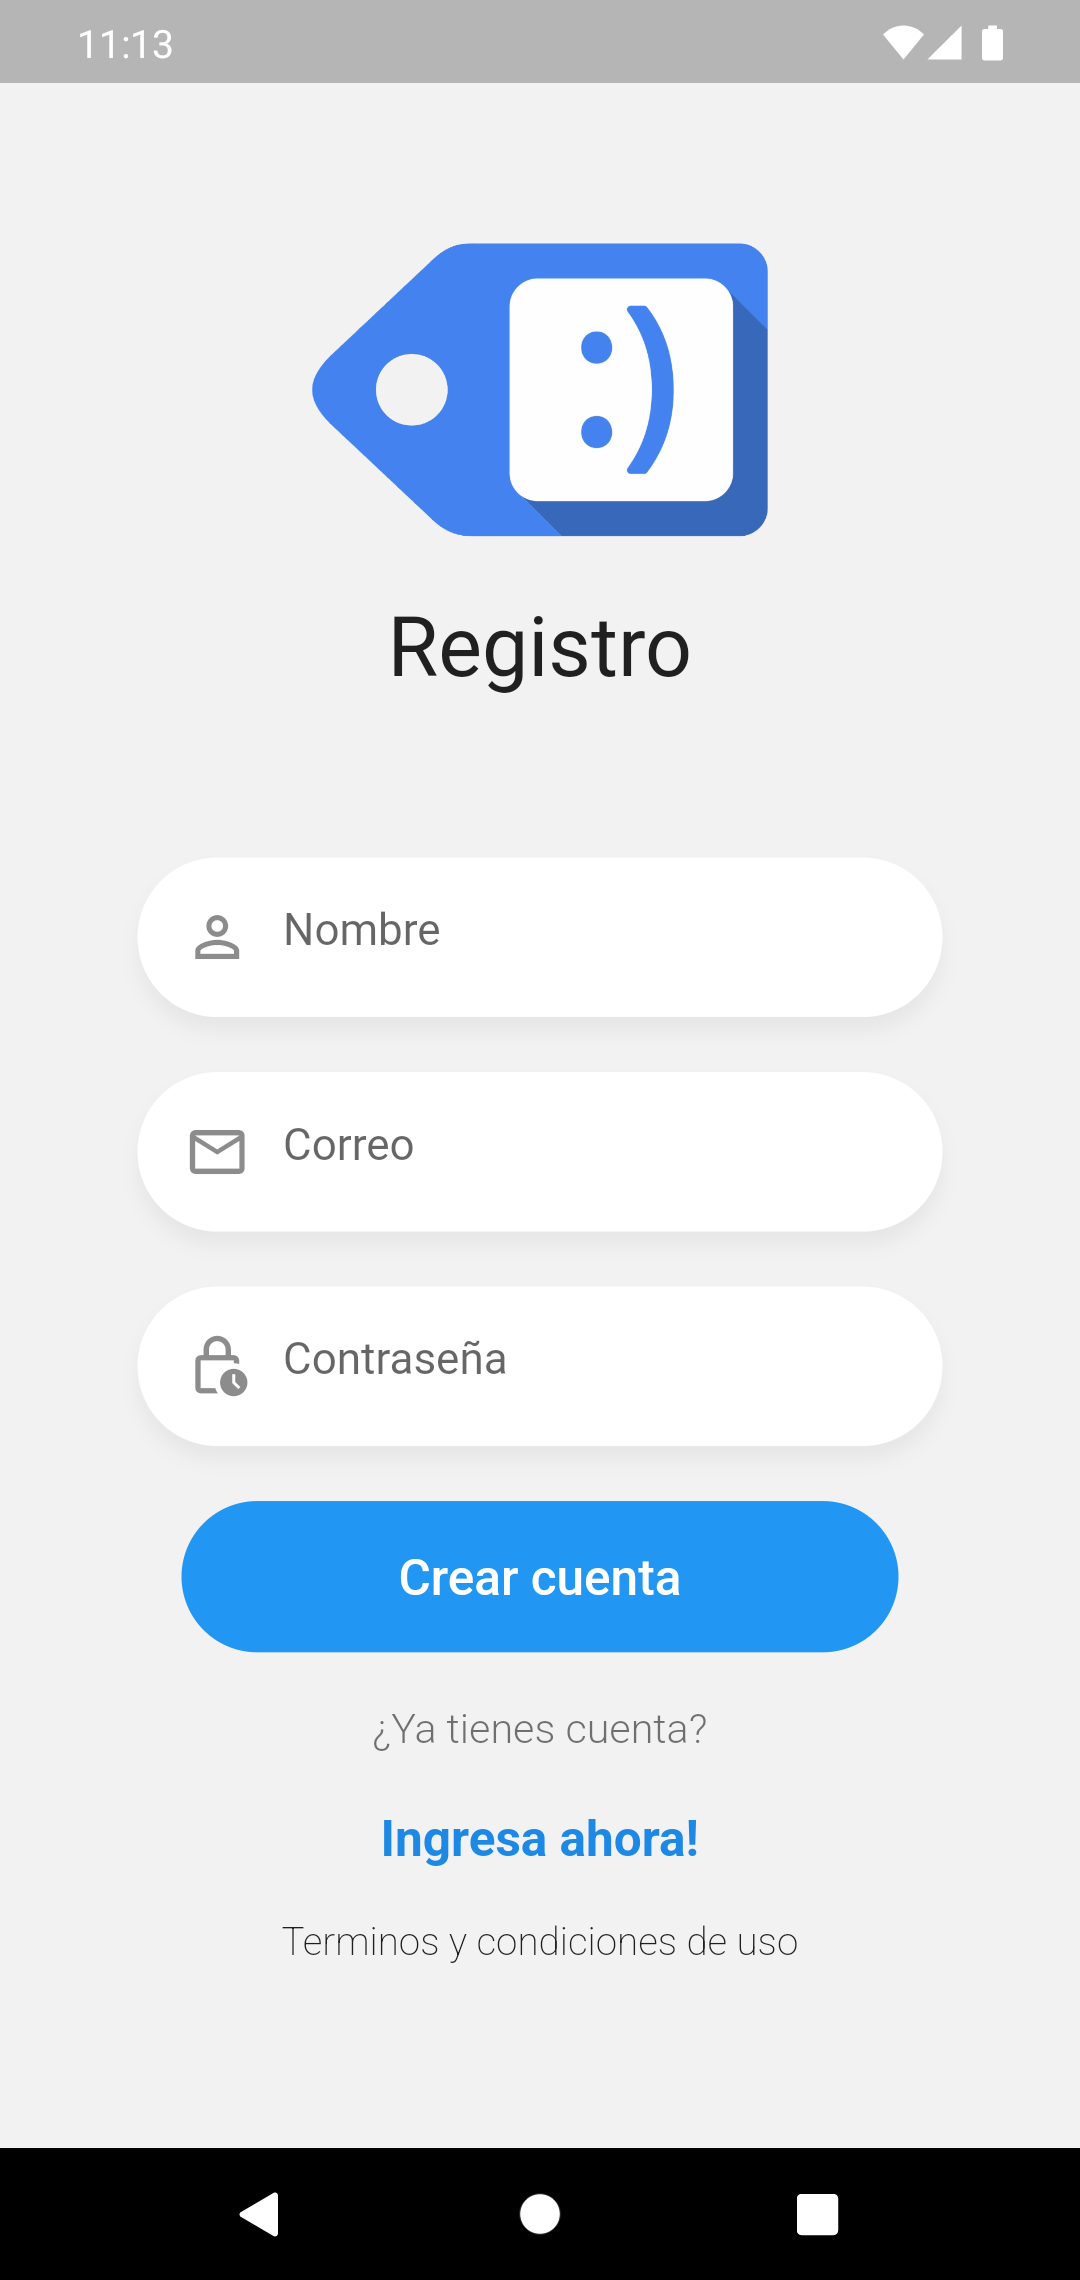 11:13
:)
Registro
Nombre
Correo
Contraseña
Crear cuenta
¿Ya tienes cuenta?
Ingresa ahora!
Terminos y condiciones de uso